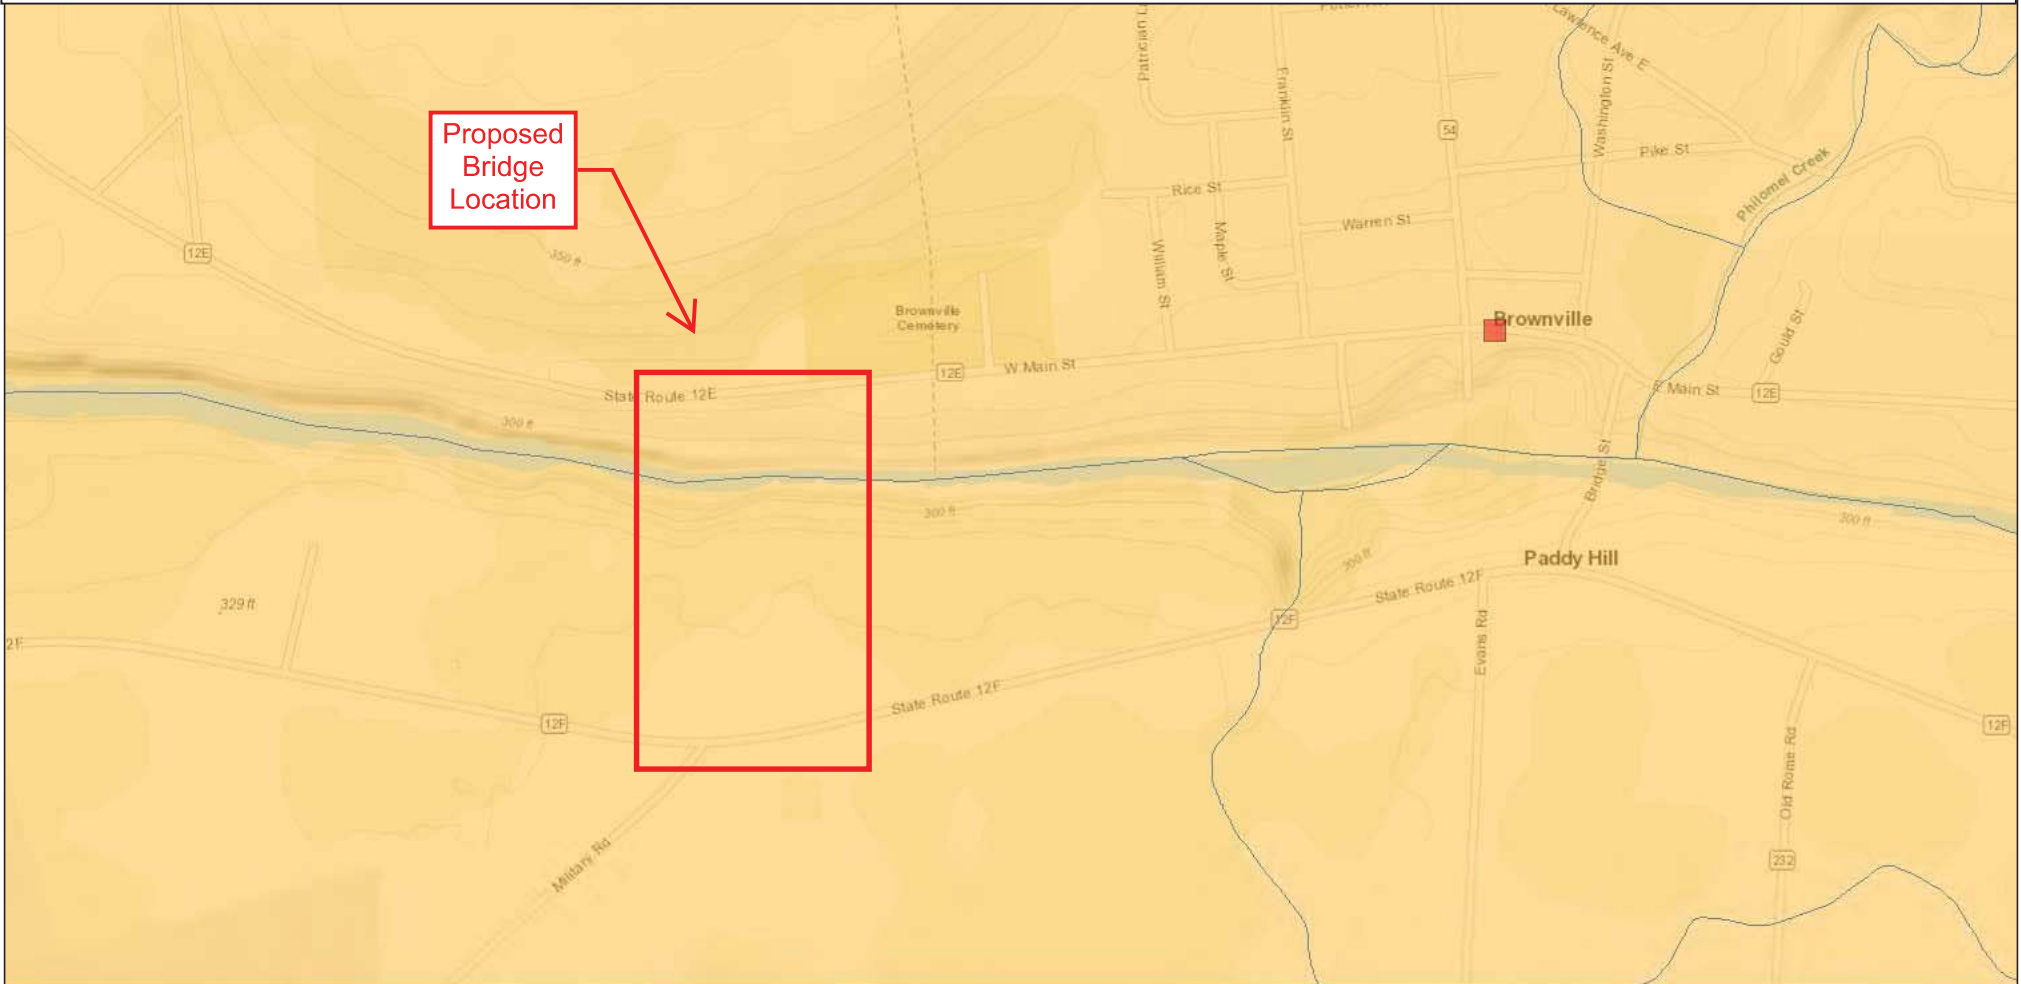 Patrician L
Lawrence Ave E
Franklin St
Washington St
54
Proposed
Bridge
Location
Pike St
Philomel Creek
Rice St
Warren St
Maple St
William St
12E
350 ft
Brownville
Cemetery
Brownville
Gould St
12E
W Main St
State Route 12E
E Main St
12E
300 ft
Bridge St
300 ft
300 ft
300 ft
Paddy Hill
State Route 12F
329 ft
12F
Evans Rd
2F
State Route 12F
12F
12F
Old Rome Rd
Military Rd
232